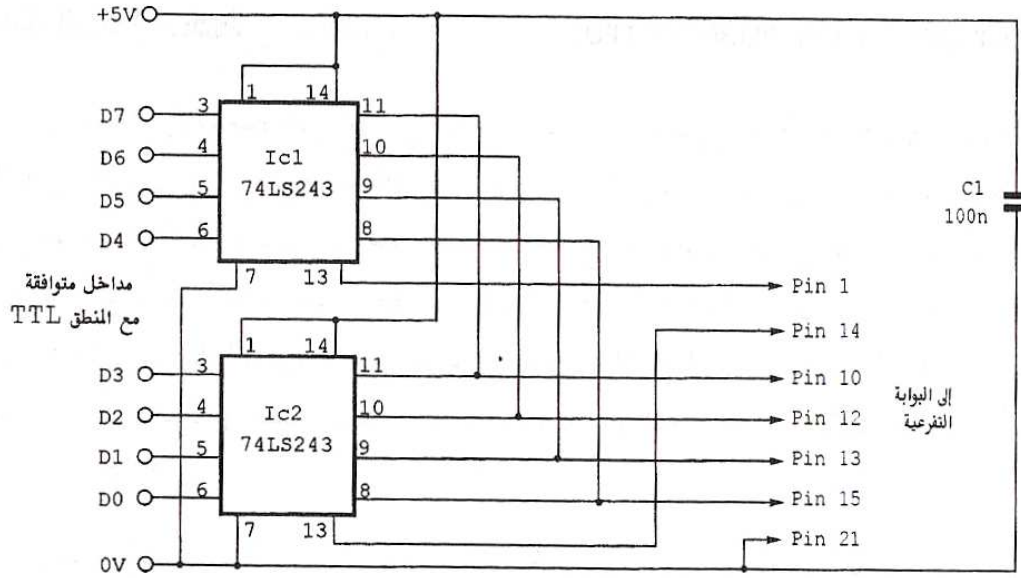 +5V
1 14
D7 3 11
D6 4 10
Ic1
74LS243
D5 5 9
D4 6 8
7 13
C1
100n
مداخل متوافقة
مع المنطق TTL
Pin 1
Pin 14
1 14
D3 3 11 Pin 10
D2 4 10 Pin 12
Ic2
74LS243
D1 5 9 Pin 13
D0 6 8 Pin 15
7 13
Pin 21
إلى البوابة
التفرعية
0V